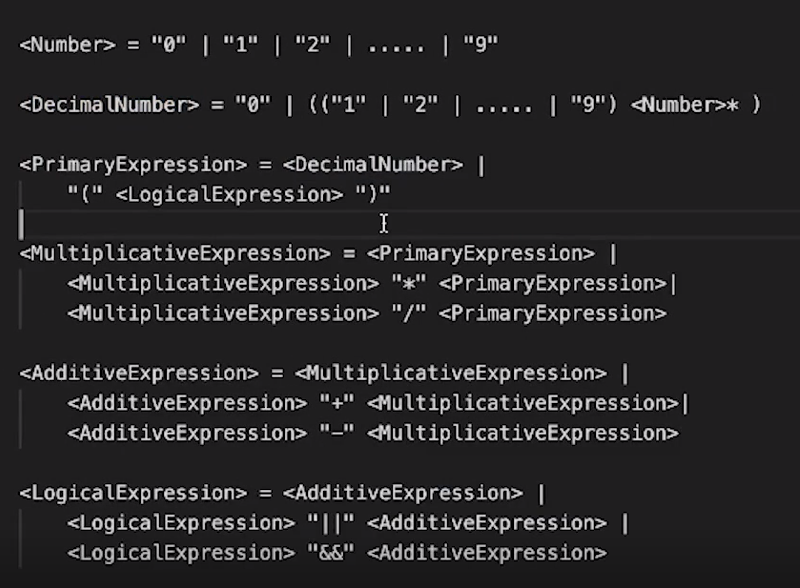 <Number> = "0" | "1" | "2" | ..... | "9"
<DecimalNumber> = "0" | (("1" | "2" | ..... | "9") <Number>* )
<PrimaryExpression> = <DecimalNumber> |
"(" <LogicalExpression> ")"
<MultiplicativeExpression> = <PrimaryExpression> |
<MultiplicativeExpression> "*" <PrimaryExpression>|
<MultiplicativeExpression> "/" <PrimaryExpression>
<AdditiveExpression> = <MultiplicativeExpression> |
<AdditiveExpression> "+" <MultiplicativeExpression>|
<AdditiveExpression> "-" <MultiplicativeExpression>
<LogicalExpression> = <AdditiveExpression> |
<LogicalExpression> "||" <AdditiveExpression> |
<LogicalExpression> "&&" <AdditiveExpression>